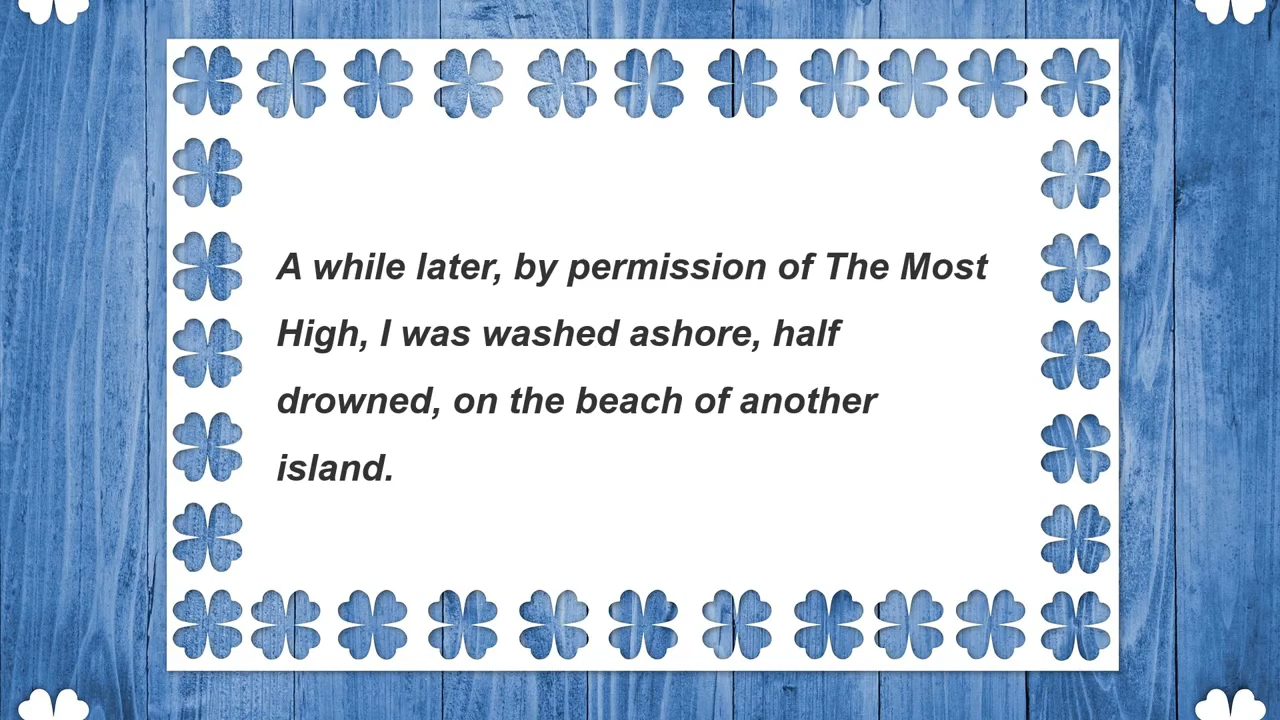 A while later, by permission of The Most
High, I was washed ashore, half
drowned, on the beach of another
island.